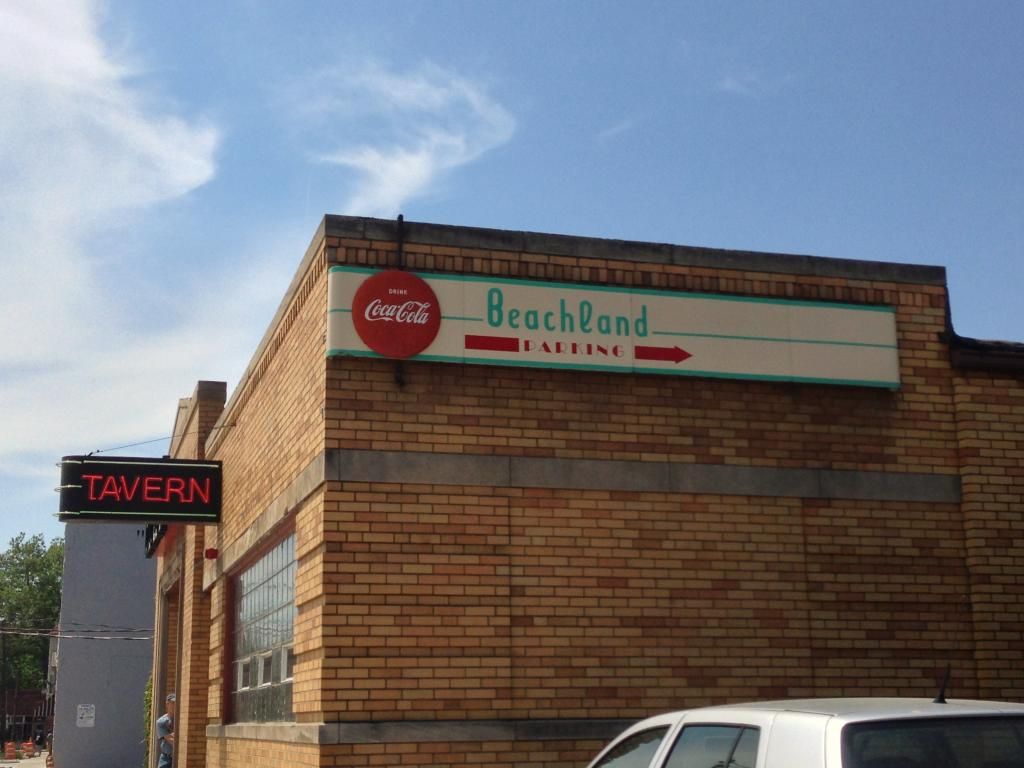 DRINK
Coca-Cola
Beachland
PARKING
TAVERN